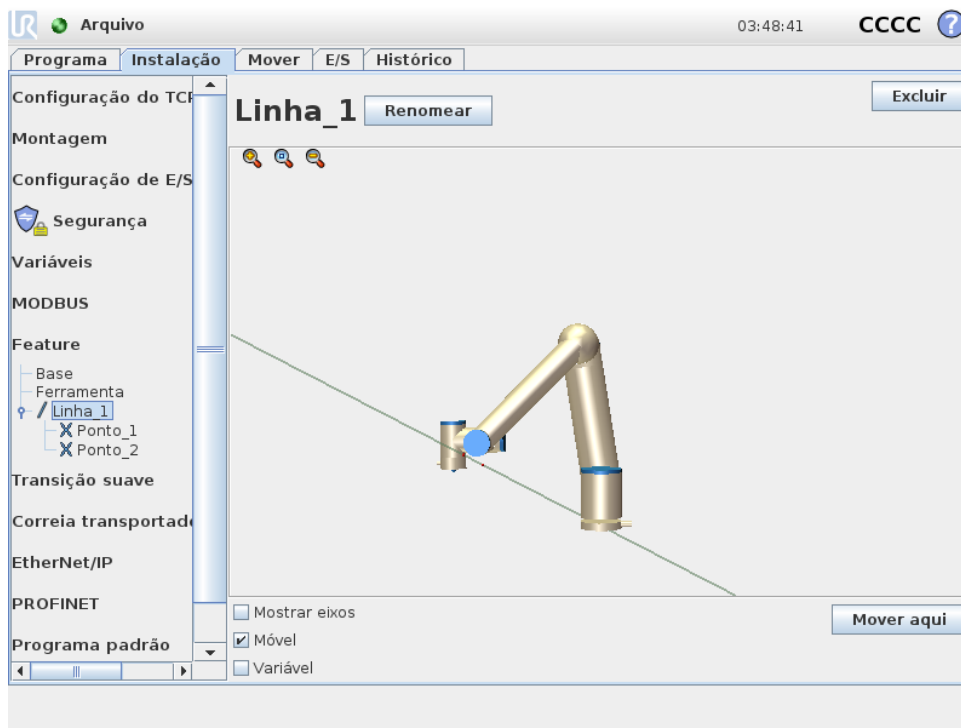 UR Arquivo 03:48:41 CCCC ?
Programa Instalação Mover E/S Histórico
Configuração do TCP
Montagem
Configuração de E/S
Segurança
Variáveis
MODBUS
Feature
Base
Ferramenta
Linha_1
Ponto_1
Ponto_2
Transição suave
Correia transportado
EtherNet/IP
PROFINET
Programa padrão
Linha_1 Renomear Excluir
Mostrar eixos
Móvel
Variável
Mover aqui